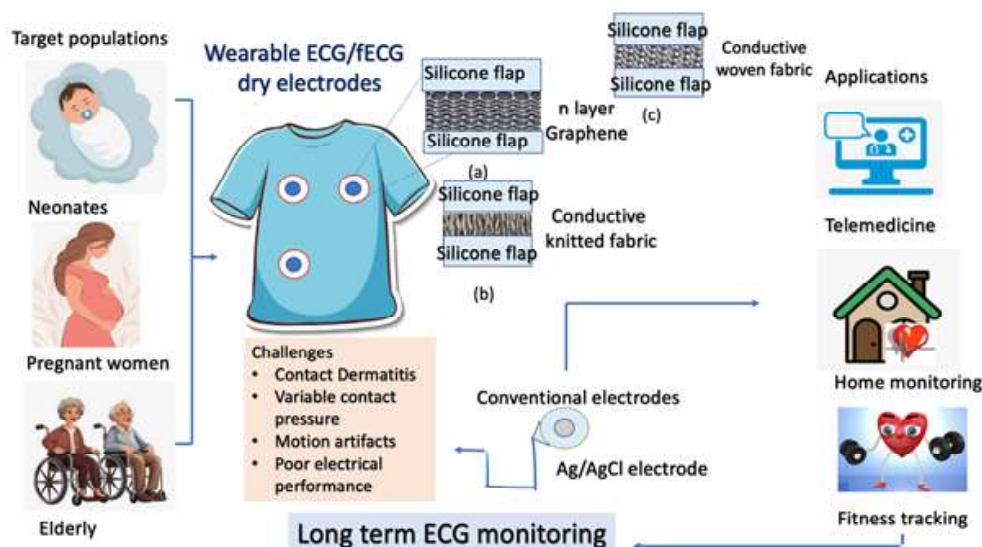 Target populations
Neonates
Pregnant women
Elderly
Wearable ECG/fECG
dry electrodes
Silicone flap
n layer
Graphene
Silicone flap
(a)
Silicone flap
Conductive
woven fabric
Silicone flap
(c)
Silicone flap
Conductive
knitted fabric
Silicone flap
(b)
Challenges
• Contact Dermatitis
• Variable contact
pressure
• Motion artifacts
• Poor electrical
performance
Conventional electrodes
Ag/AgCl electrode
Long term ECG monitoring
Applications
Telemedicine
Home monitoring
Fitness tracking